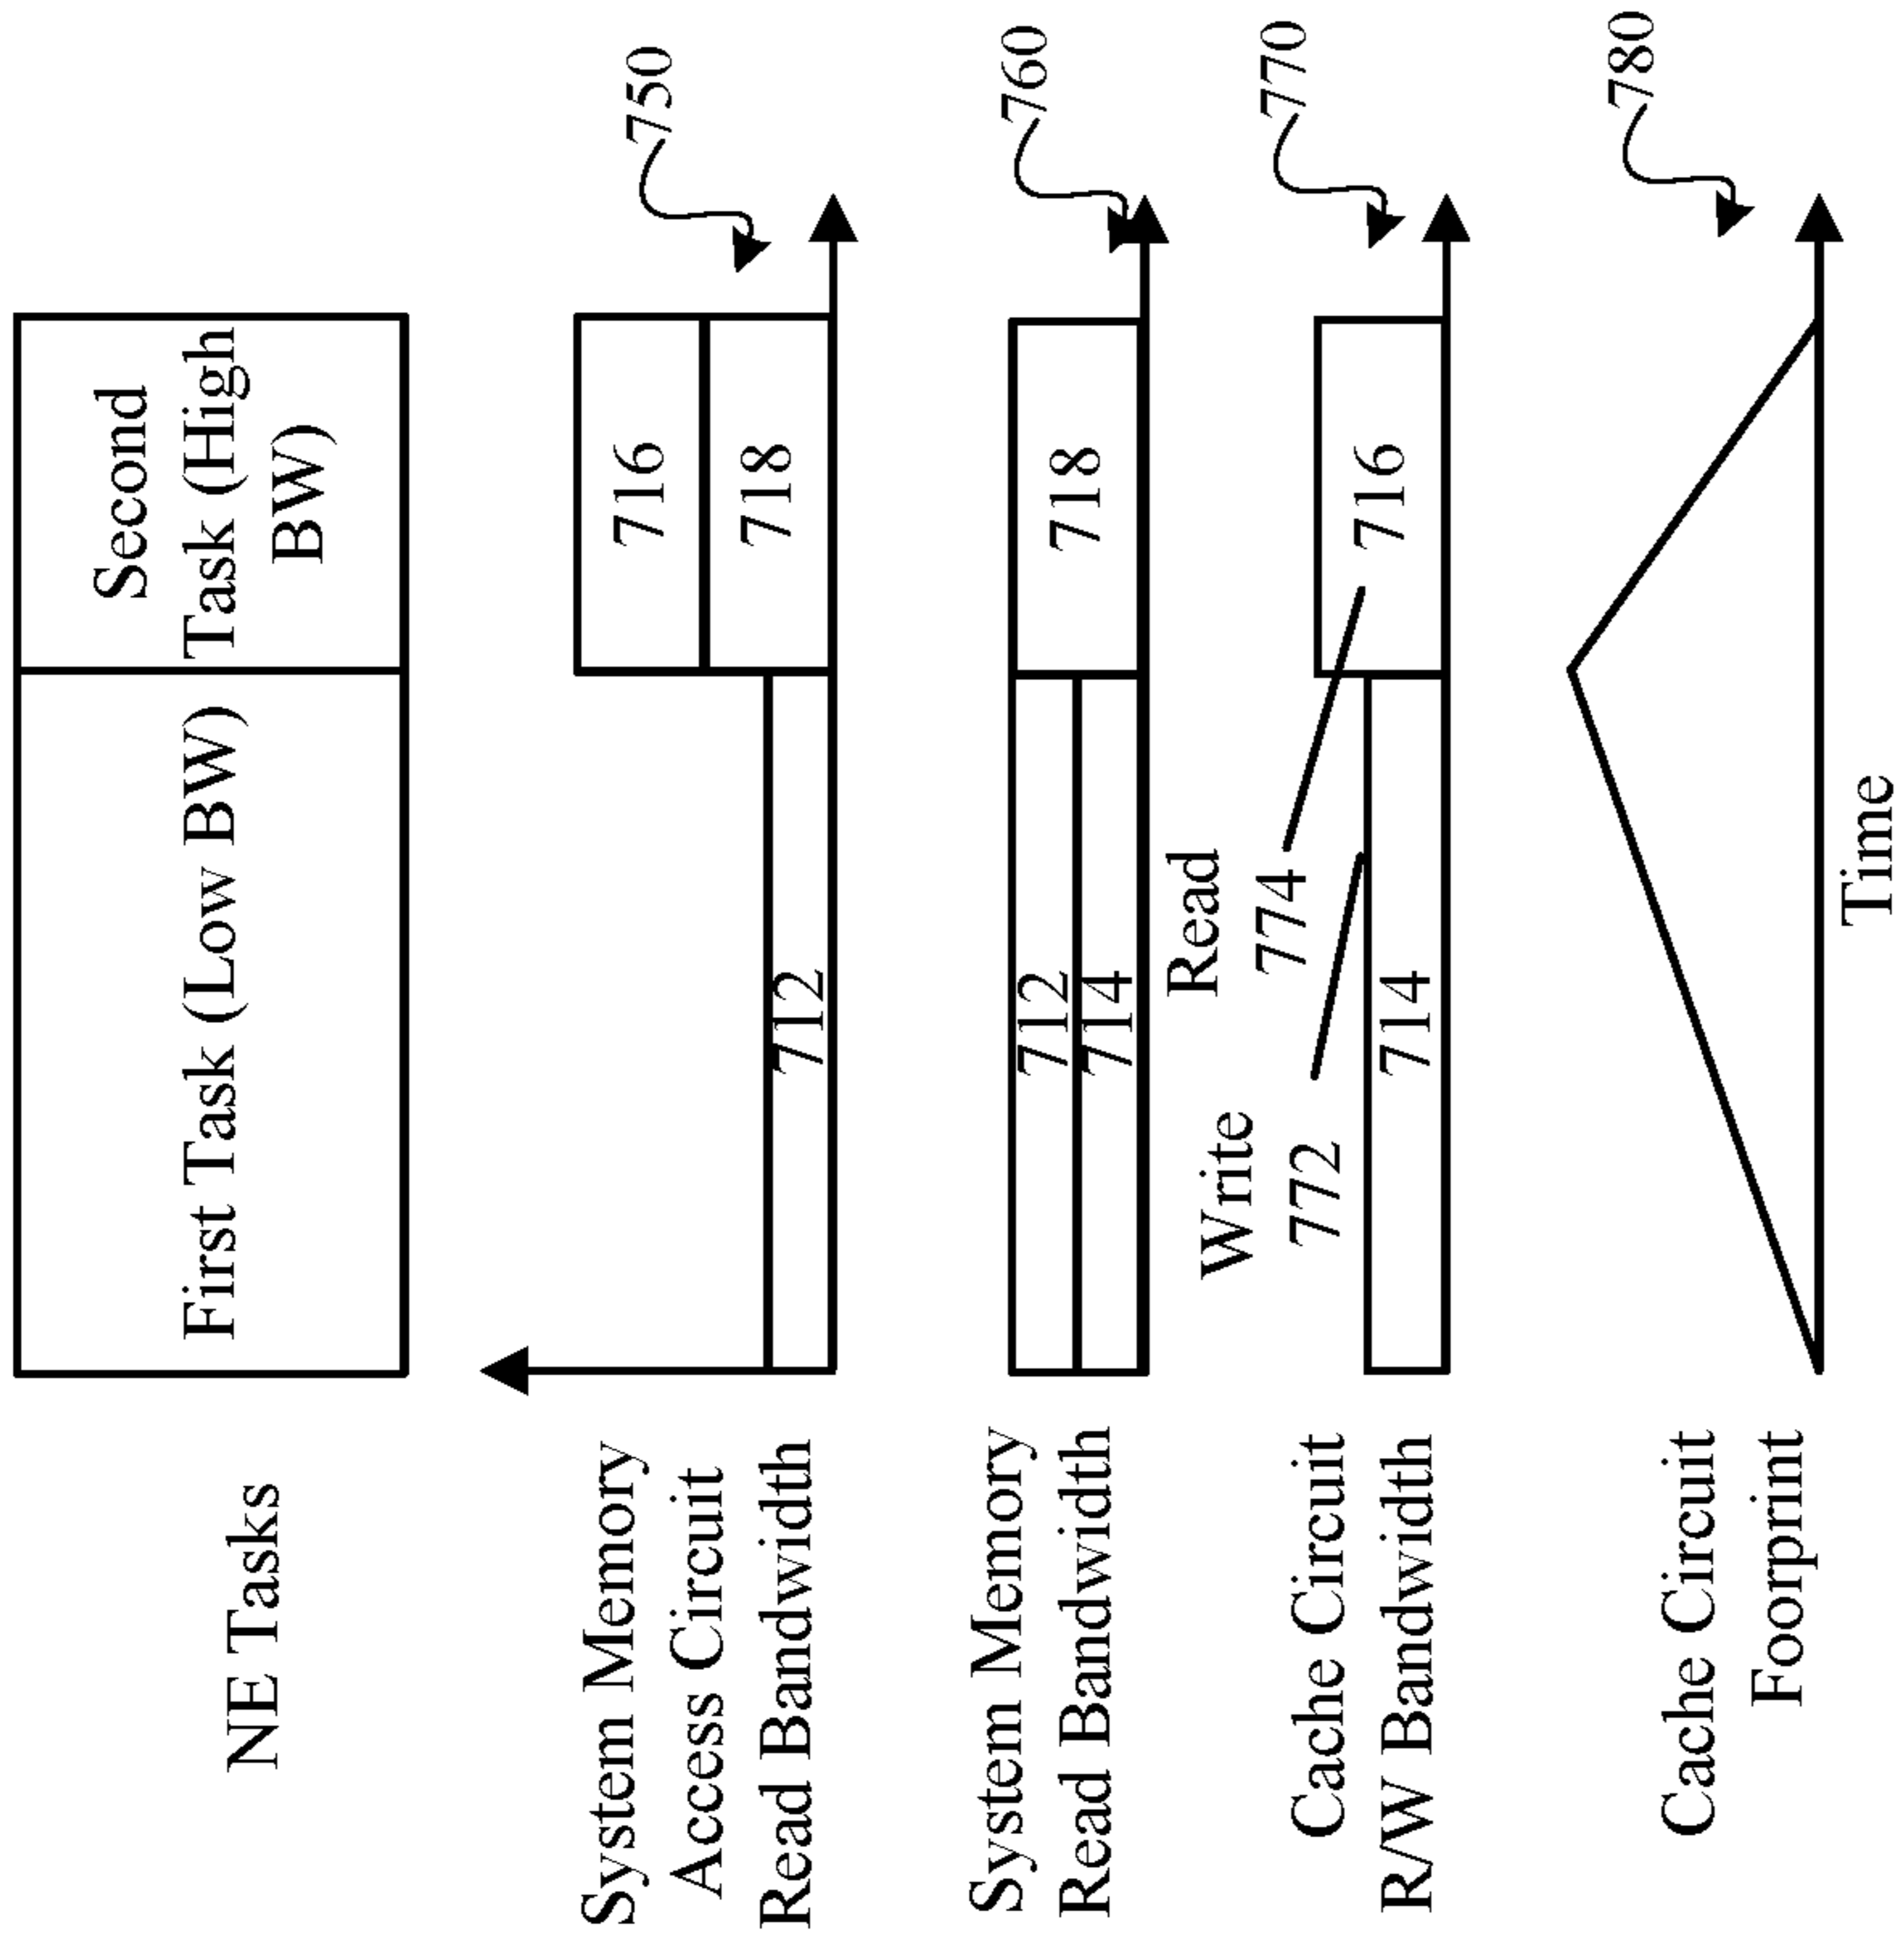 NE Tasks
First Task (Low BW)
Second
Task (High
BW)
System Memory
Access Circuit
Read Bandwidth
712
716
718
750
System Memory
Read Bandwidth
712
714
718
760
Cache Circuit
R/W Bandwidth
Write
772
Read
774
714
716
770
Cache Circuit
Foorprint
780
Time